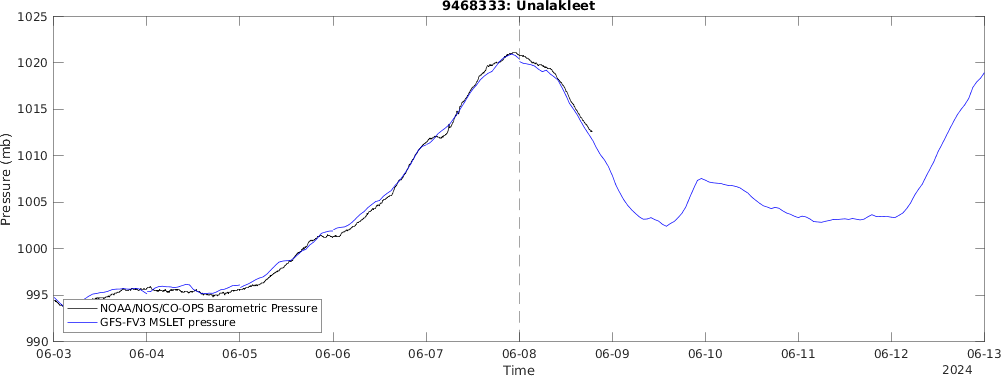 9468333: Unalakleet
1025
1020
1015
1010
1005
1000
995
990
Pressure (mb)
NOAA/NOS/CO-OPS Barometric Pressure
GFS-FV3 MSLET pressure
06-03 06-04 06-05 06-06 06-07 06-08 06-09 06-10 06-11 06-12 06-13
Time
2024